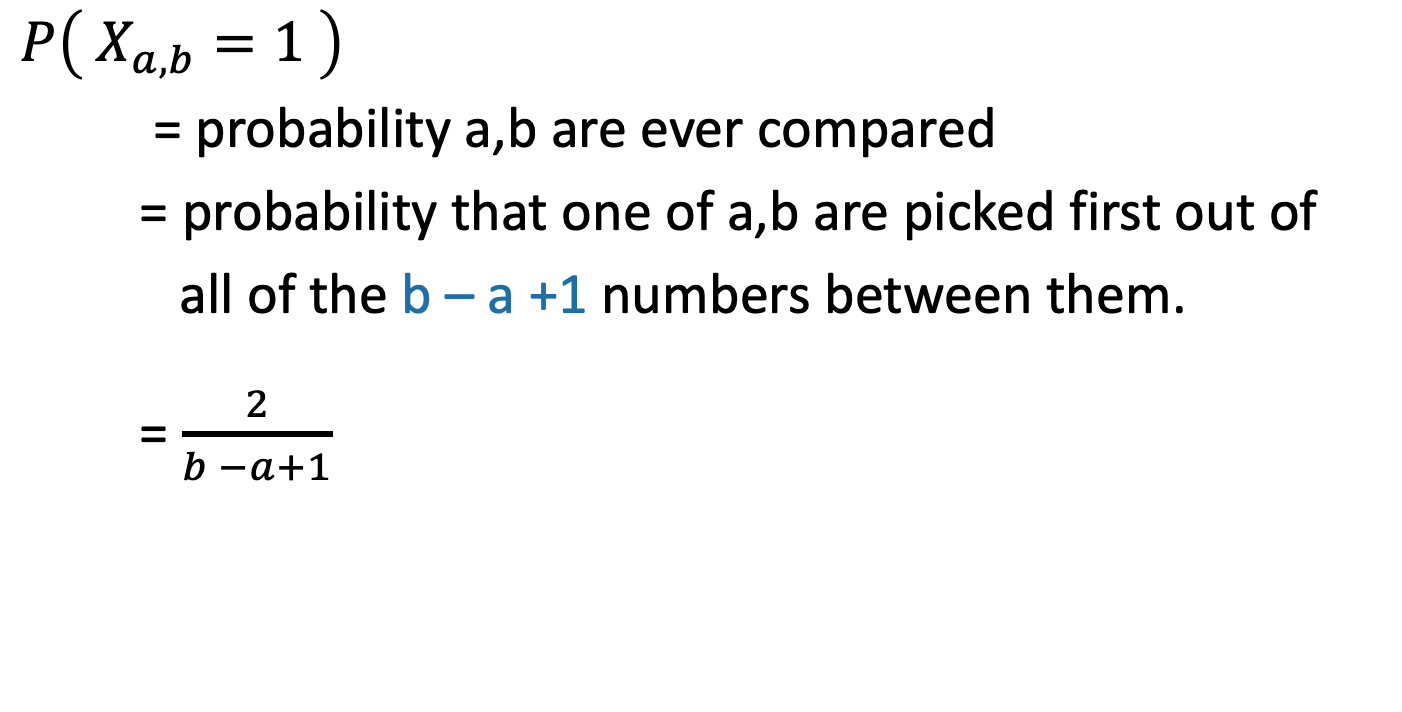 P( X_{a,b} = 1 )
= probability a,b are ever compared
= probability that one of a,b are picked first out of
all of the b – a +1 numbers between them.
= \frac{2}{b −a+1}